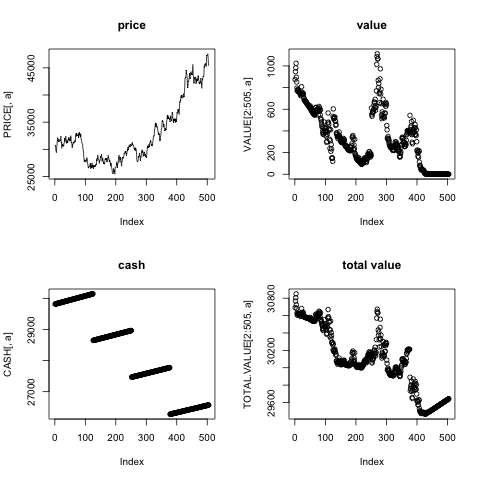 price
PRICE[, a]
25000 35000 45000
0 100 200 300 400 500
Index
value
VALUE[2:505, a]
0 200 600 1000
0 100 200 300 400 500
Index
cash
CASH[, a]
27000 29000
0 100 200 300 400 500
Index
total value
TOTAL.VALUE[2:505, a]
29600 30200 30800
0 100 200 300 400 500
Index